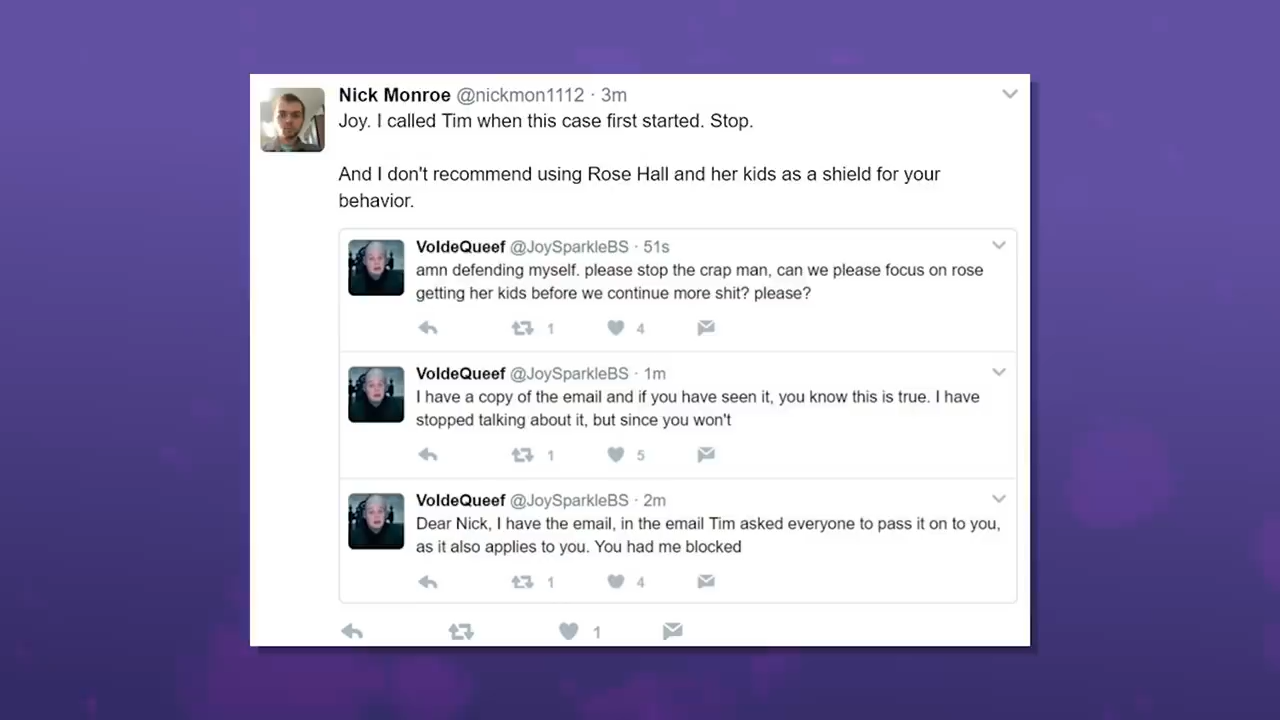 Nick Monroe @nickmon1112 · 3m
Joy. I called Tim when this case first started. Stop.
And I don't recommend using Rose Hall and her kids as a shield for your
behavior.
VoldeQueef @JoySparkleBS · 51s
amn defending myself. please stop the crap man, can we please focus on rose
getting her kids before we continue more shit? please?
1 4
VoldeQueef @JoySparkleBS · 1m
I have a copy of the email and if you have seen it, you know this is true. I have
stopped talking about it, but since you won't
1 5
VoldeQueef @JoySparkleBS · 2m
Dear Nick, I have the email, in the email Tim asked everyone to pass it on to you,
as it also applies to you. You had me blocked
1 4
1